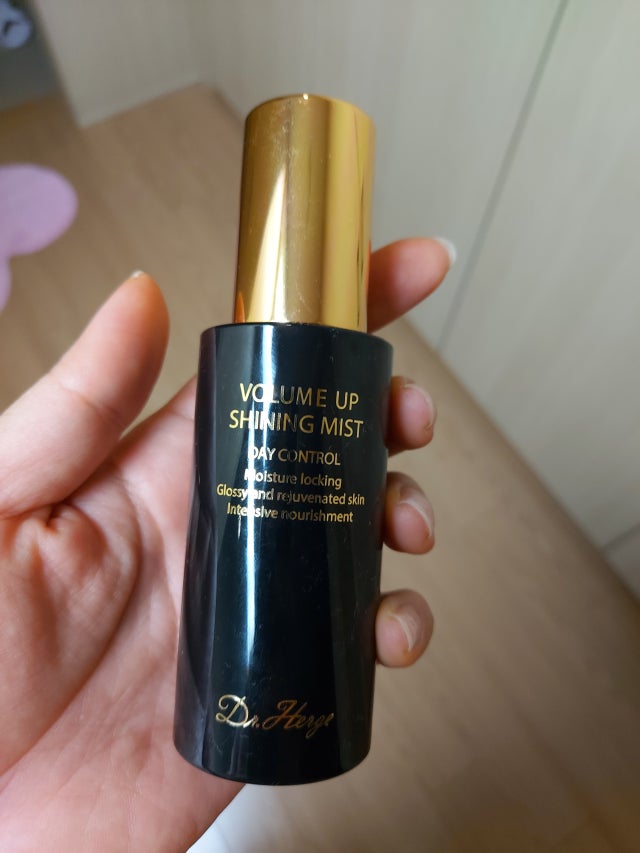 VOLUME UP
SHINING MIST
DAY CONTROL
Moisture locking
Glossy and rejuvenated skin
Intensive nourishment
Dr. Herge